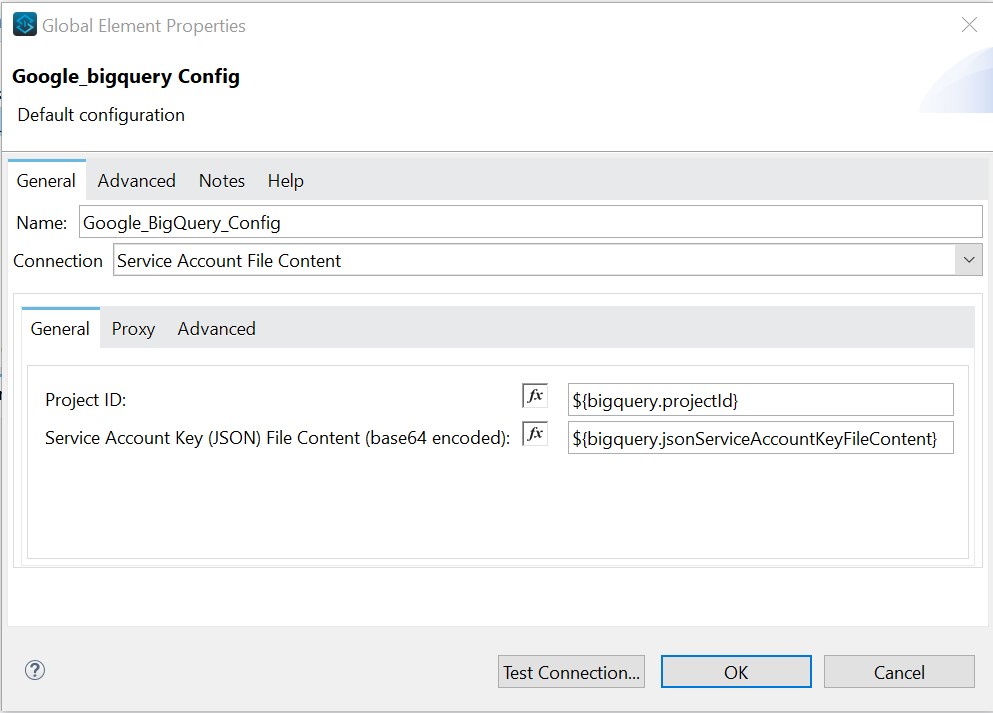 Global Element Properties
Google_bigquery Config
Default configuration
General Advanced Notes Help
Name: Google_BigQuery_Config
Connection Service Account File Content
General Proxy Advanced
Project ID: fx ${bigquery.projectId}
Service Account Key (JSON) File Content (base64 encoded): fx ${bigquery.jsonServiceAccountKeyFileContent}
? Test Connection... OK Cancel